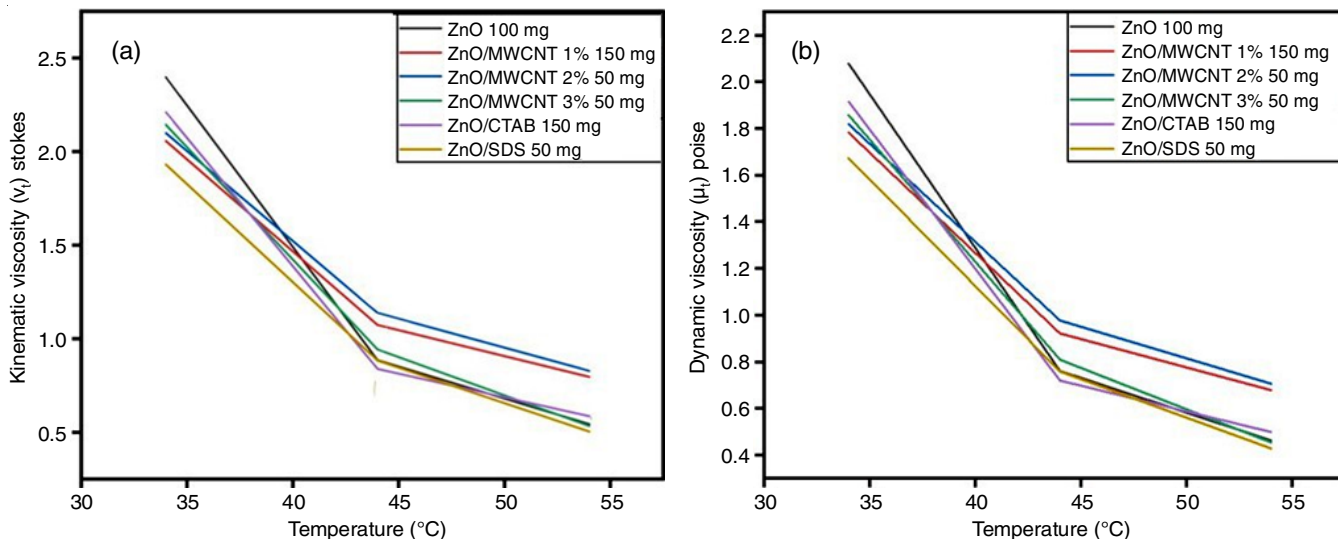 (a)
ZnO 100 mg
ZnO/MWCNT 1% 150 mg
ZnO/MWCNT 2% 50 mg
ZnO/MWCNT 3% 50 mg
ZnO/CTAB 150 mg
ZnO/SDS 50 mg
2.5
2.0
1.5
1.0
0.5
Kinematic viscosity (νt) stokes
30 35 40 45 50 55
Temperature (°C)
(b)
ZnO 100 mg
ZnO/MWCNT 1% 150 mg
ZnO/MWCNT 2% 50 mg
ZnO/MWCNT 3% 50 mg
ZnO/CTAB 150 mg
ZnO/SDS 50 mg
2.2
2.0
1.8
1.6
1.4
1.2
1.0
0.8
0.6
0.4
Dynamic viscosity (µt) poise
30 35 40 45 50 55
Temperature (°C)